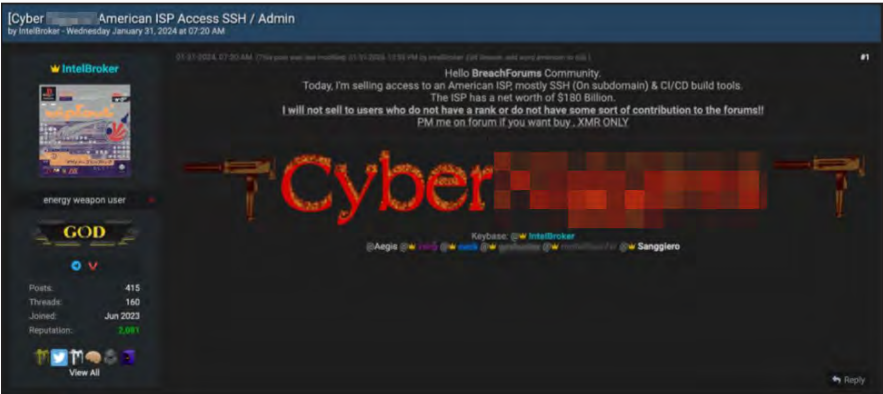 [Cyber American ISP Access SSH / Admin
by IntelBroker - Wednesday January 31, 2024 at 07:20 AM
#1
IntelBroker
energy weapon user
GOD
Posts: 415
Threads: 160
Joined: Jun 2023
Reputation: 2,091
View All
Hello BreachForums Community.
Today, I'm selling access to an American ISP, mostly SSH (On subdomain) & CI/CD build tools.
The ISP has a net worth of $180 Billion.
I will not sell to users who do not have a rank or do not have some sort of contribution to the forums!!
PM me on forum if you want buy , XMR ONLY
Cyber
Keybase: @ IntelBroker
@Aegis @ @ @ @ @ Sanggiero
Reply